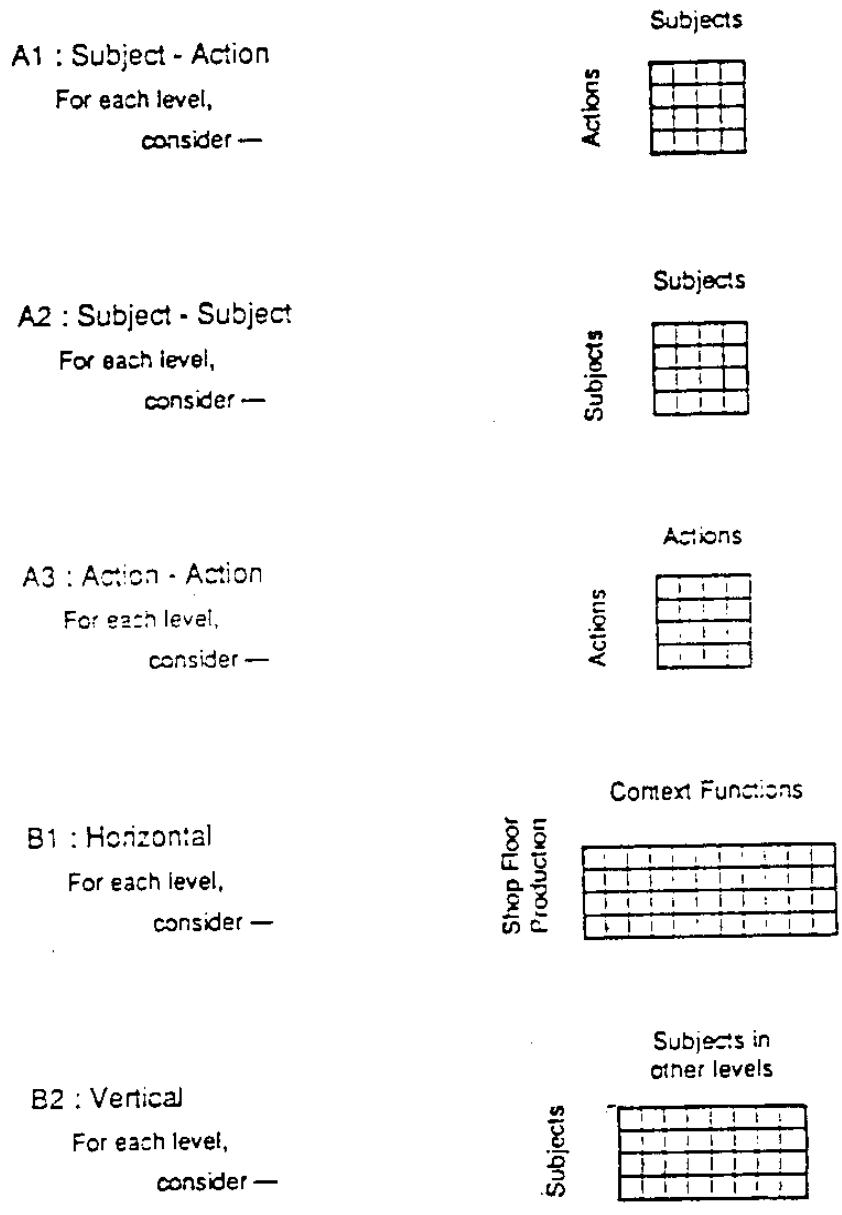 Subjects
A1 : Subject - Action
Actions
For each level,
consider —
Subjects
A2 : Subject - Subject
Subjects
For each level,
consider —
Actions
A3 : Action - Action
Actions
For each level,
consider —
Context Functions
B1 : Horizontal
Shop Floor
Production
For each level,
consider —
Subjects in
other levels
B2 : Vertical
Subjects
For each level,
consider —